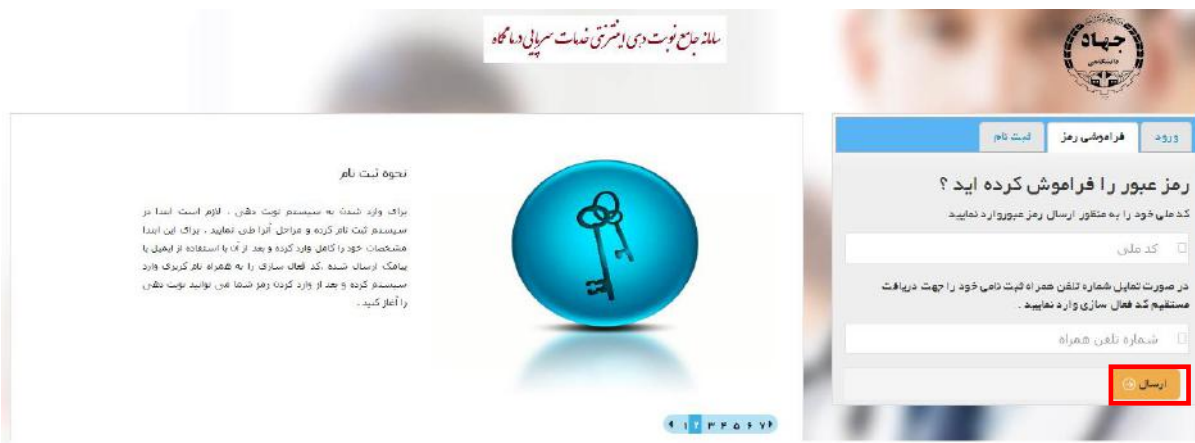 سامانه جامع نوبت دهی اینترنتی خدمات سرپایی درمانگاه
جهاد
دانشگاهی
ورود
فراموشی رمز
ثبت نام
رمز عبور را فراموش کرده اید ؟
کد ملی خود را به منظور ارسال رمز عبوروارد نمایید
کد ملی
در صورت تمایل شماره تلفن همراه ثبت نامی خود را جهت دریافت
مستقیم کد فعال سازی وارد نمایید .
شماره تلفن همراه
ارسال
نحوه ثبت نام
برای وارد شدن به سیستم نوبت دهی ، لازم است ابتدا در
سیستم ثبت نام کرده و مراحل آنرا طی نمایید ، برای این ابتدا
مشخصات خود را کامل وارد کرده و بعد از آن با استفاده از ایمیل یا
پیامک ارسال شده ،کد فعال سازی را به همراه نام کربری وارد
سیستم کرده و بعد از وارد کردن رمز شما می توانید نوبت دهی
را آغاز کنید .
۱ ۲ ۳ ۴ ۵ ۶ ۷